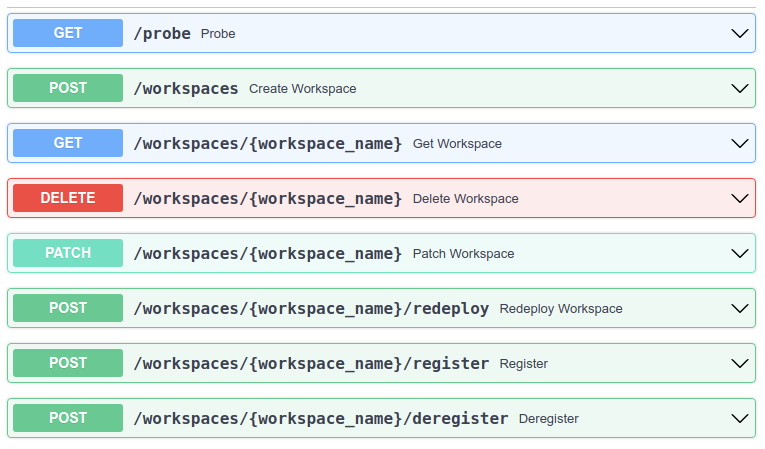 GET /probe Probe
POST /workspaces Create Workspace
GET /workspaces/{workspace_name} Get Workspace
DELETE /workspaces/{workspace_name} Delete Workspace
PATCH /workspaces/{workspace_name} Patch Workspace
POST /workspaces/{workspace_name}/redeploy Redeploy Workspace
POST /workspaces/{workspace_name}/register Register
POST /workspaces/{workspace_name}/deregister Deregister